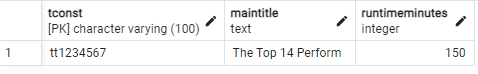 tconst maintitle runtimeminutes
[PK] character varying (100) text integer
1 tt1234567 The Top 14 Perform 150